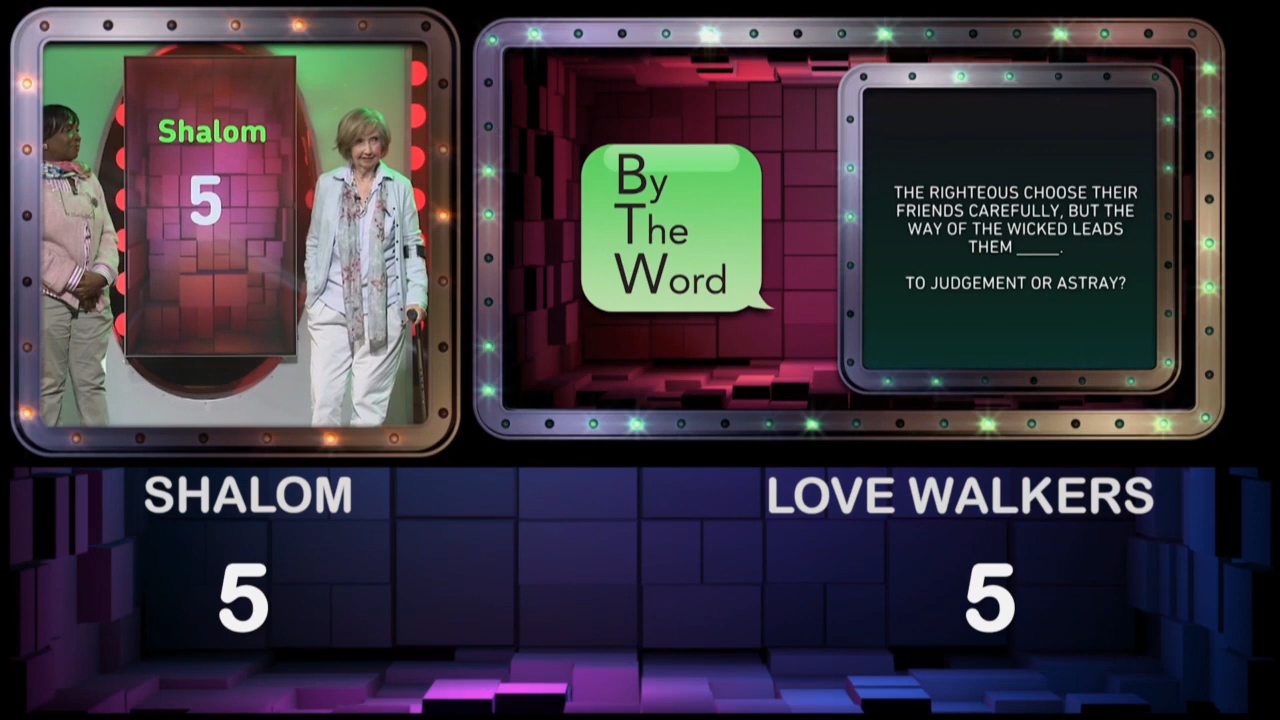 Shalom
5
By
The
Word
THE RIGHTEOUS CHOOSE THEIR
FRIENDS CAREFULLY, BUT THE
WAY OF THE WICKED LEADS
THEM _____.
TO JUDGEMENT OR ASTRAY?
SHALOM
LOVE WALKERS
5
5